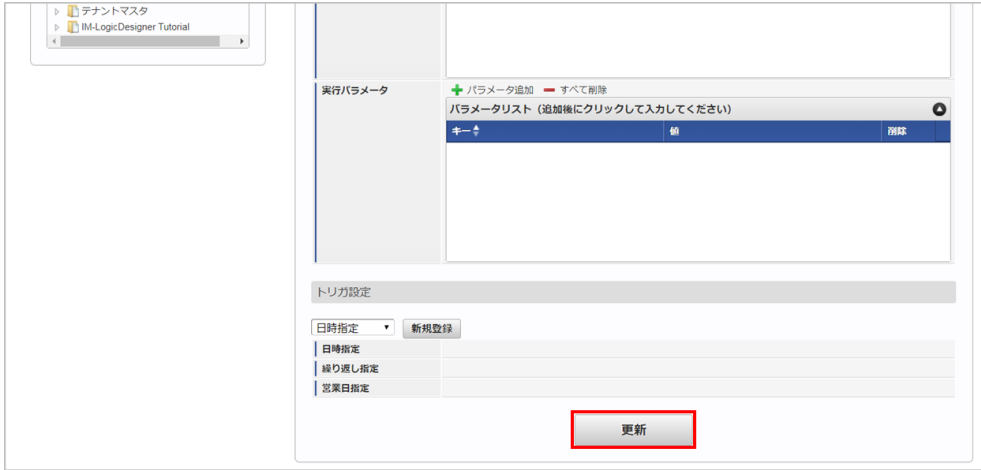 テナントマスタ
IM-LogicDesigner Tutorial
実行パラメータ
パラメータ追加 すべて削除
パラメータリスト（追加後にクリックして入力してください）
キー 値 削除
トリガ設定
日時指定 新規登録
日時指定
繰り返し指定
営業日指定
更新